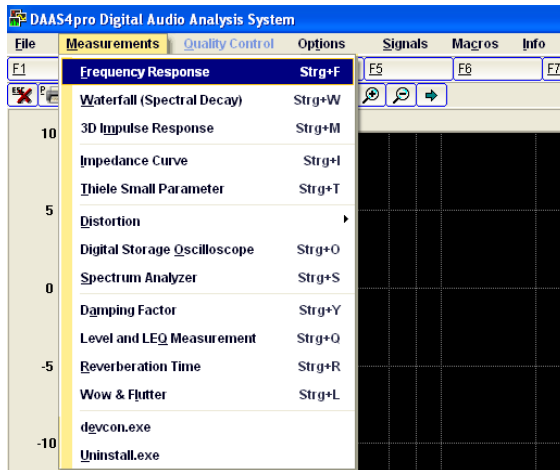 DAAS4pro Digital Audio Analysis System
File Measurements Quality Control Options Signals Macros Info
F1 F5 F6 F7
ESC P
Frequency Response Strg+F
Waterfall (Spectral Decay) Strg+W
3D Impulse Response Strg+M
Impedance Curve Strg+I
Thiele Small Parameter Strg+T
Distortion
Digital Storage Oscilloscope Strg+O
Spectrum Analyzer Strg+S
Damping Factor Strg+Y
Level and LEQ Measurement Strg+Q
Reverberation Time Strg+R
Wow & Flutter Strg+L
devcon.exe
Uninstall.exe
10
5
0
-5
-10